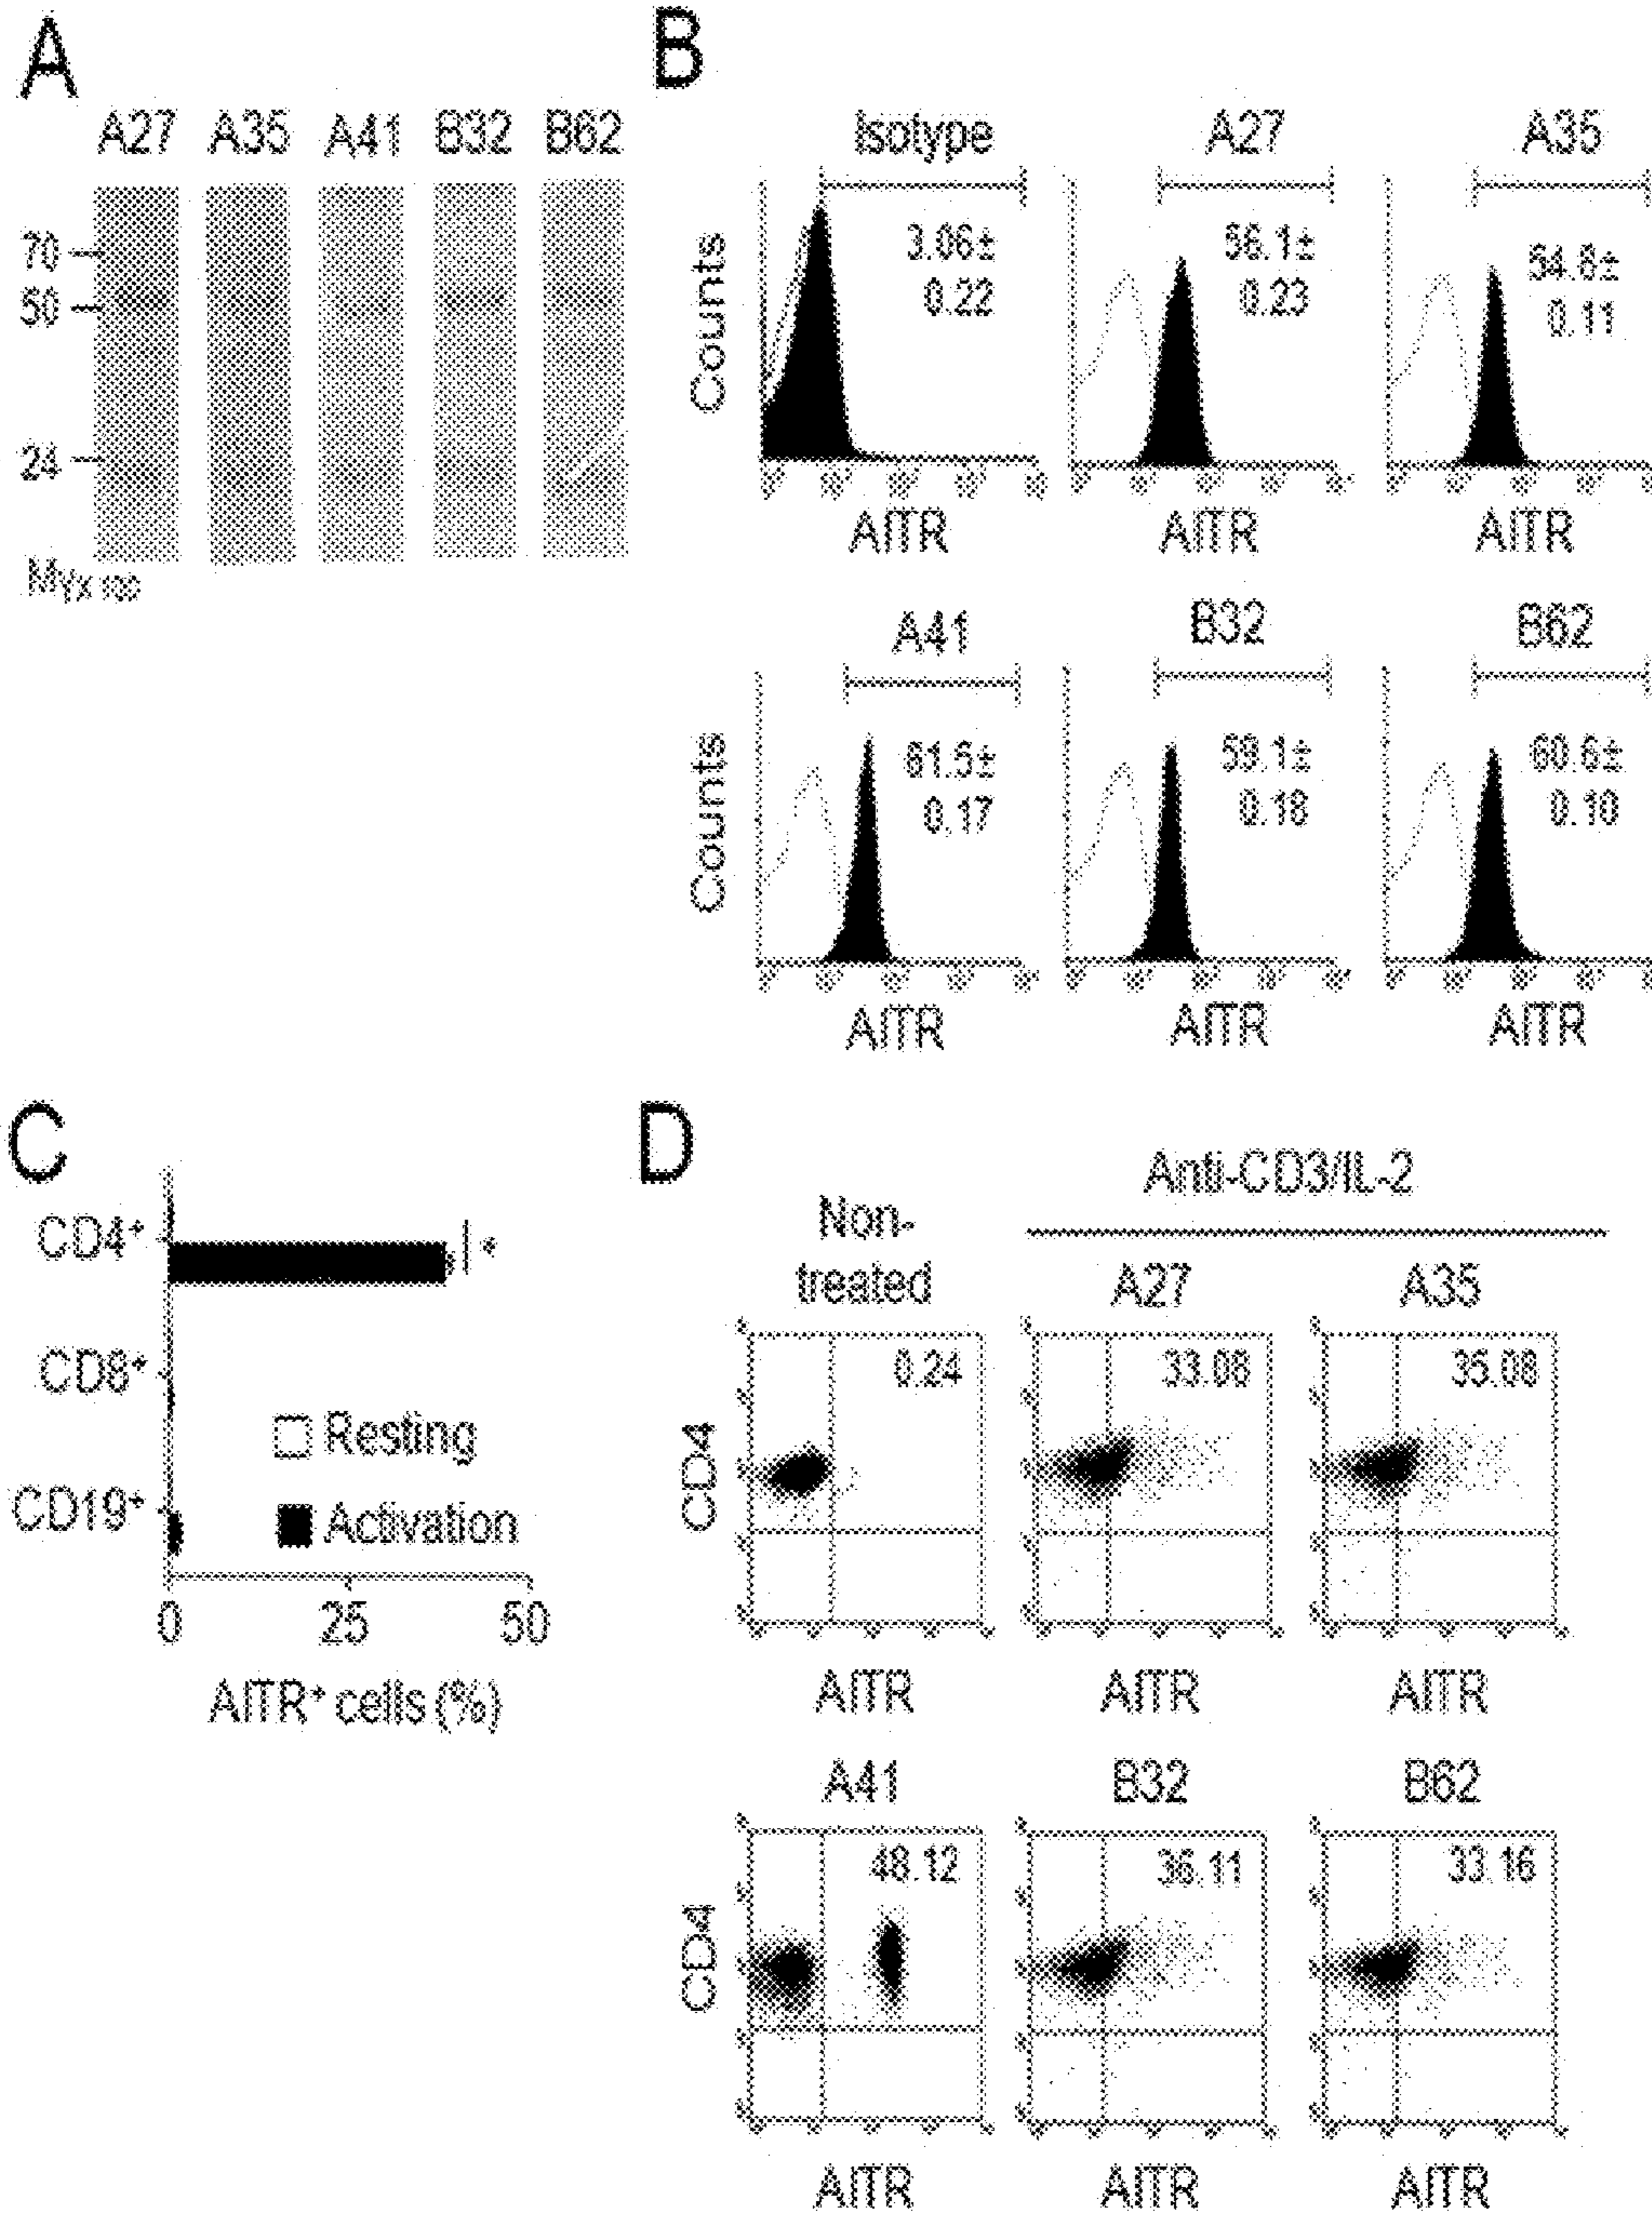 A
A27 A35 A41 B32 B62
70
50
24
B
Isotype A27 A35
Counts
3.06±
0.22
56.1±
0.23
54.8±
0.11
AITR AITR AITR
A41 B32 B62
Counts
61.5±
0.17
59.1±
0.18
60.6±
0.10
AITR AITR AITR
C
CD4+
*
CD8+
CD19+
Resting
Activation
0 25 50
AITR+ cells (%)
D
Anti-CD3/IL-2
Non-
treated
A27 A35
CD4
0.24 33.08 35.08
AITR AITR AITR
A41 B32 B62
CD4
48.12 36.11 33.16
AITR AITR AITR